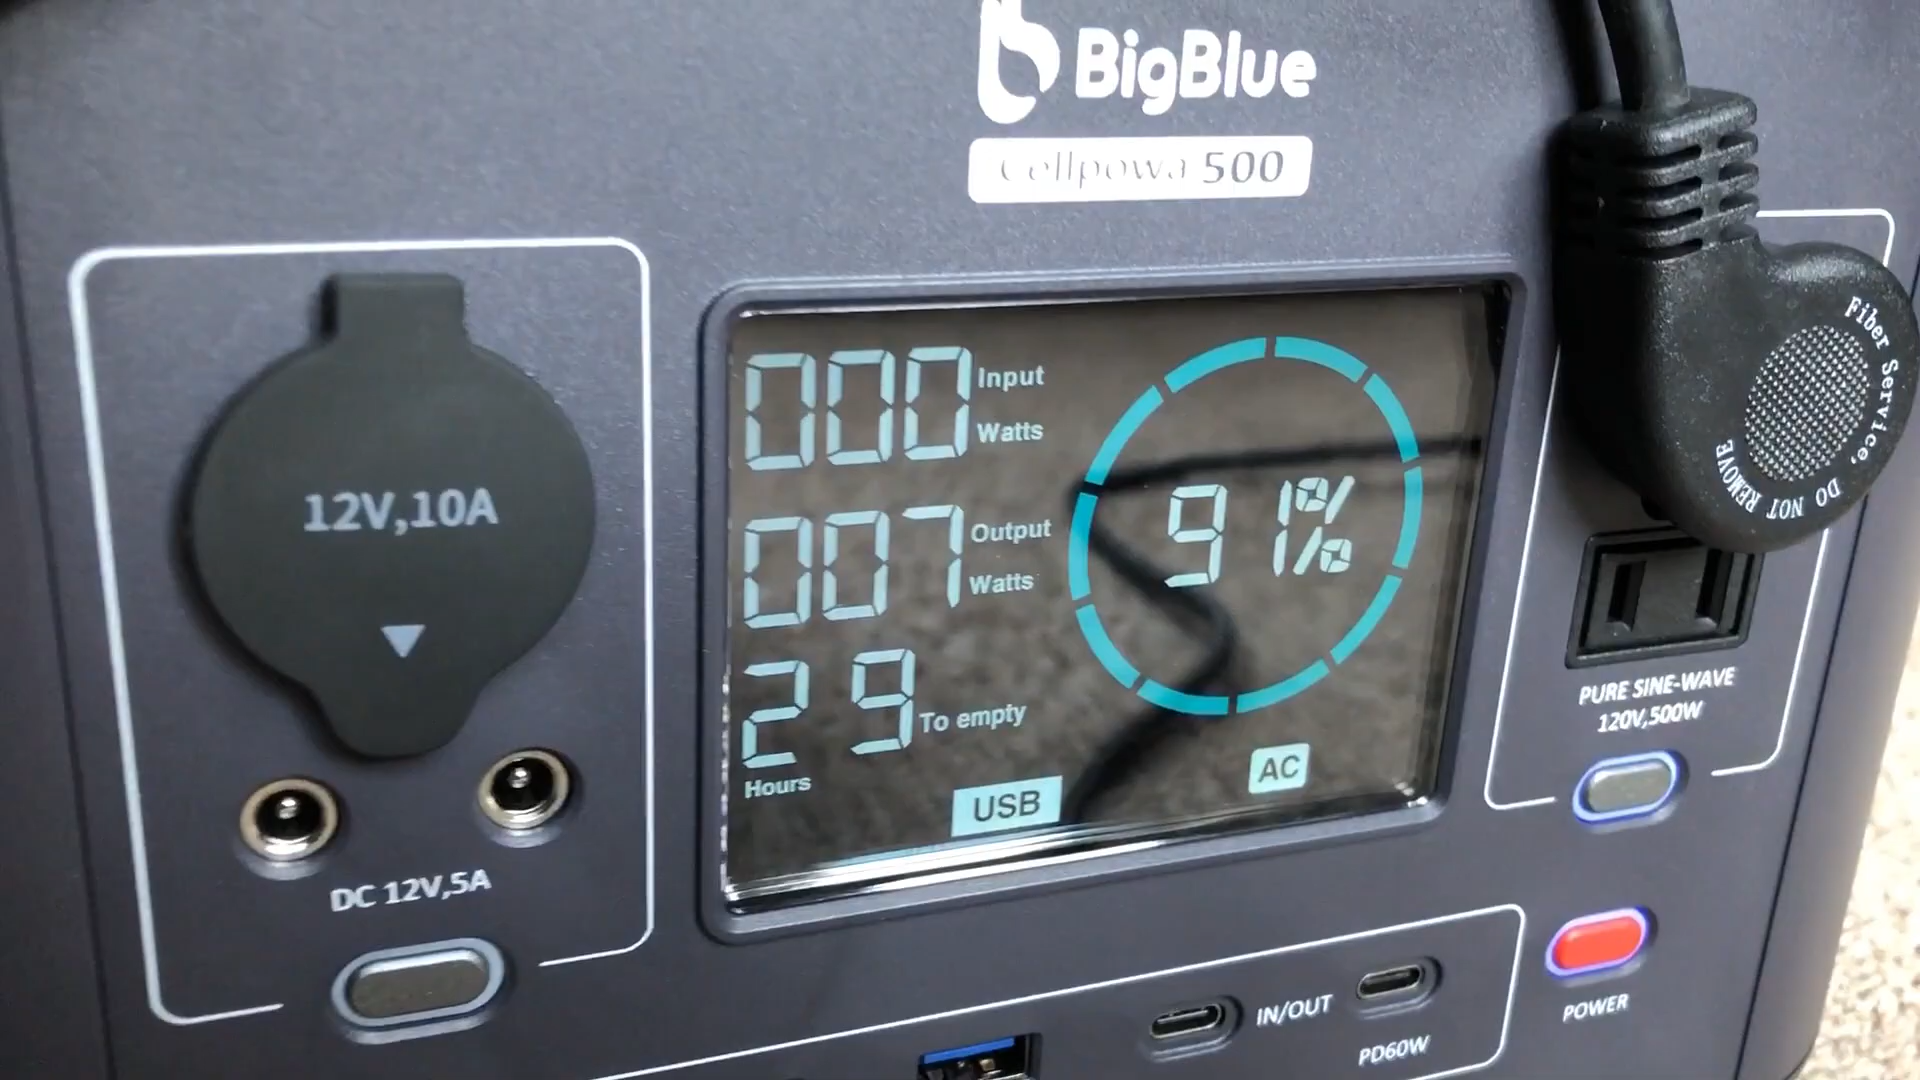 BigBlue
Cellpowa 500
12V,10A
DC 12V,5A
000 Input
Watts
007 Output
Watts
29 To empty
Hours
91%
USB
AC
Fiber Service, DO NOT REMOVE
PURE SINE-WAVE
120V,500W
IN/OUT
PD60W
POWER